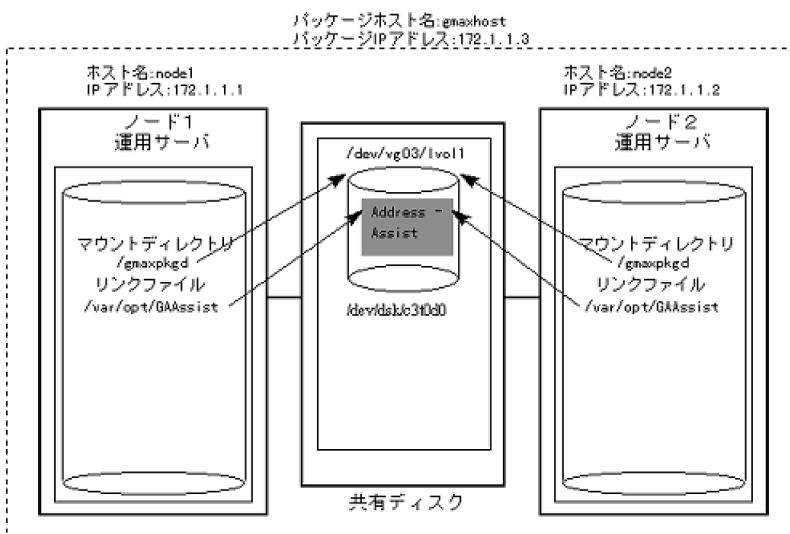 パッケージホスト名:gmaxhost
パッケージIPアドレス:172.1.1.3
ホスト名:node1
IPアドレス:172.1.1.1
ホスト名:node2
IPアドレス:172.1.1.2
ノード1
運用サーバ
マウントディレクトリ
/gmaxpkgd
リンクファイル
/var/opt/GAAssist
/dev/vg03/lvol1
Address -
Assist
/dev/dsk/c3t0d0
共有ディスク
ノード2
運用サーバ
マウントディレクトリ
/gmaxpkgd
リンクファイル
/var/opt/GAAssist